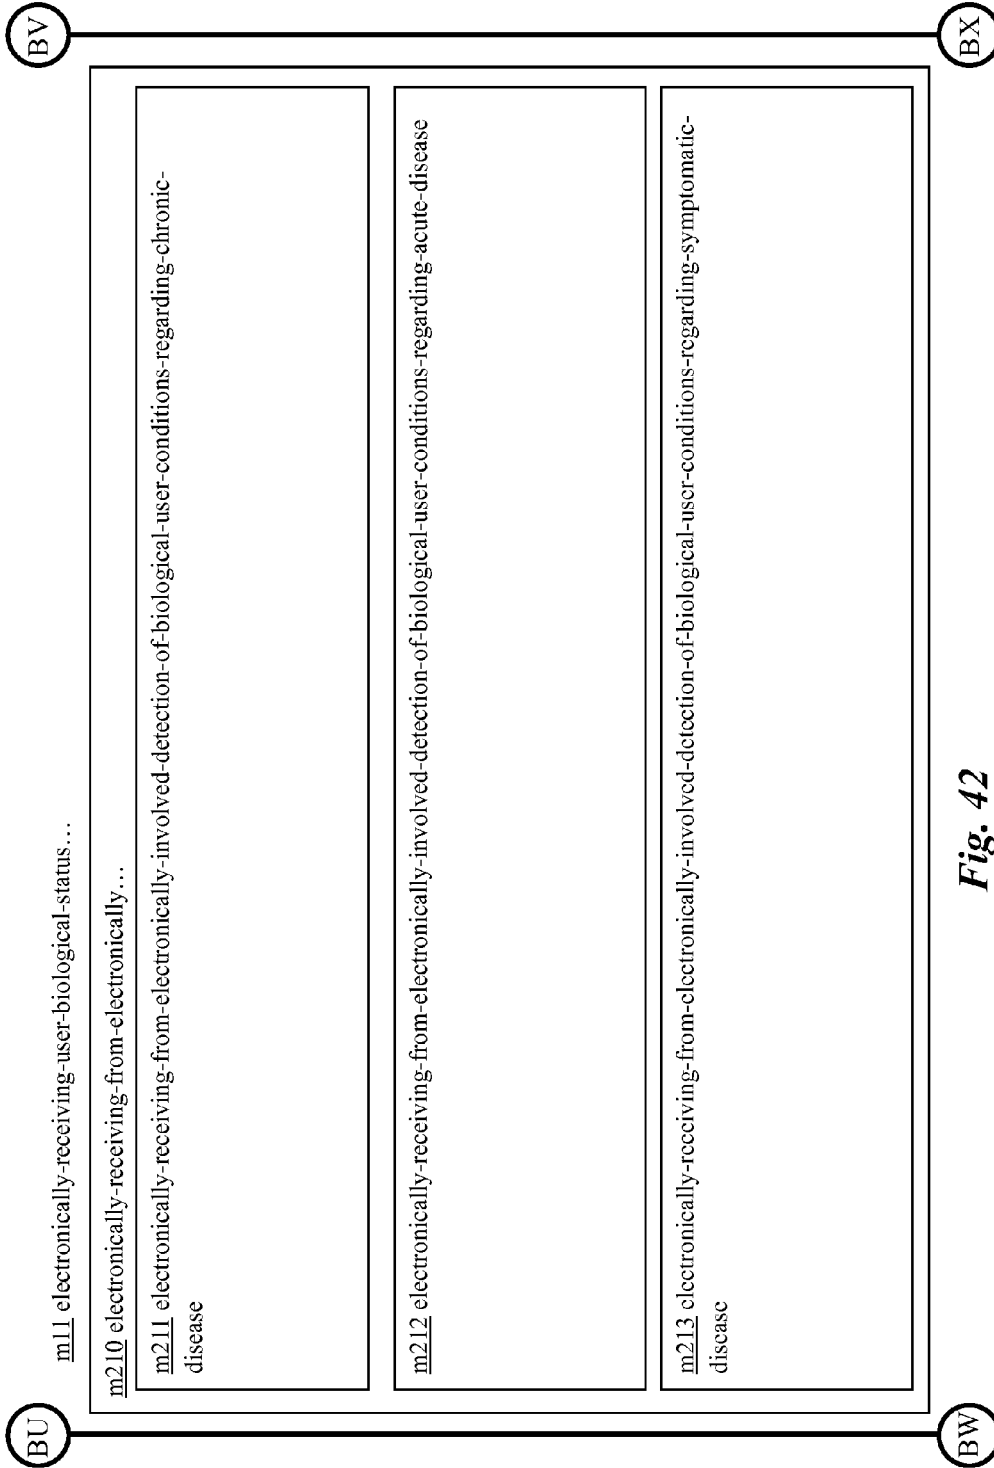 BU
BV
m11 electronically-receiving-user-biological-status…
m210 electronically-receiving-from-electronically…
m211 electronically-receiving-from-electronically-involved-detection-of-biological-user-conditions-regarding-chronic-
disease
m212 electronically-receiving-from-electronically-involved-detection-of-biological-user-conditions-regarding-acute-disease
m213 electronically-receiving-from-electronically-involved-detection-of-biological-user-conditions-regarding-symptomatic-
disease
BW
BX
Fig. 42